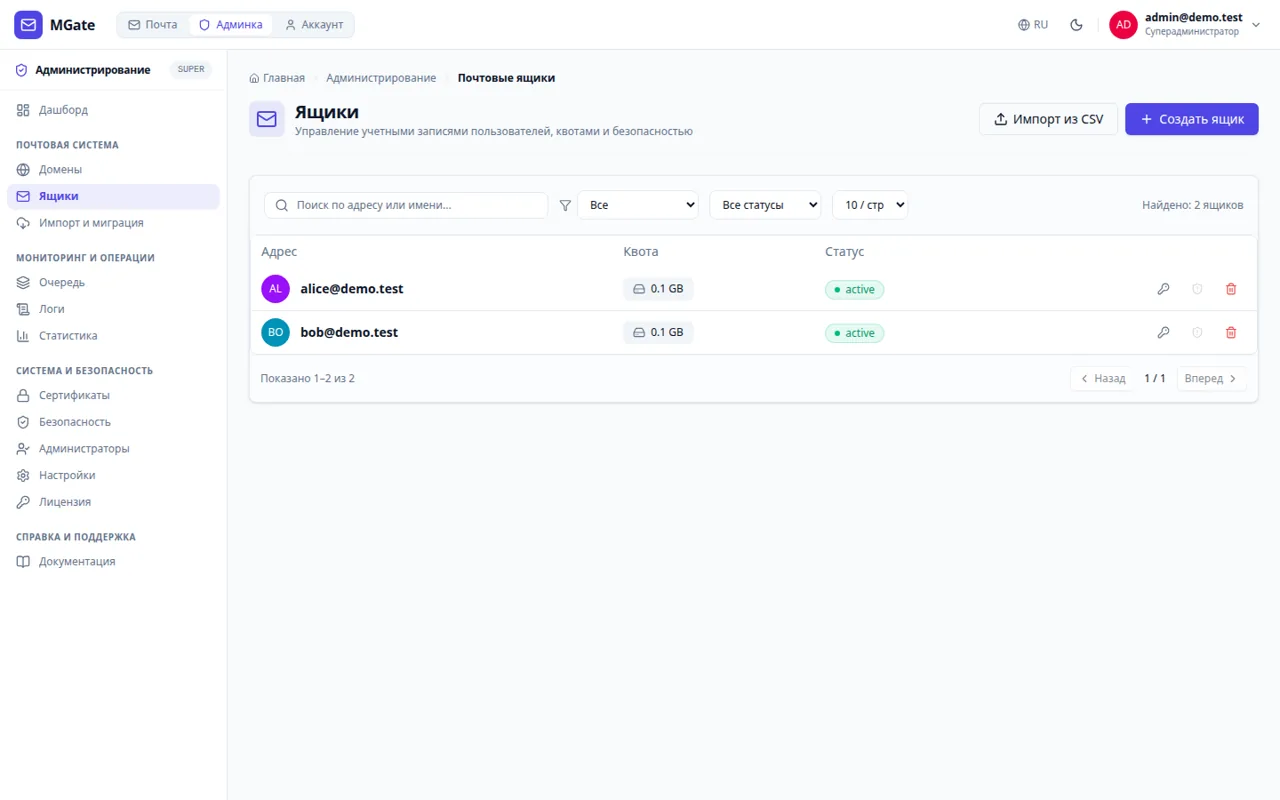 MGate
Почта
Админка
Аккаунт
RU
AD
admin@demo.test
Суперадминистратор
Администрирование
SUPER
Дашборд
ПОЧТОВАЯ СИСТЕМА
Домены
Ящики
Импорт и миграция
МОНИТОРИНГ И ОПЕРАЦИИ
Очередь
Логи
Статистика
СИСТЕМА И БЕЗОПАСНОСТЬ
Сертификаты
Безопасность
Администраторы
Настройки
Лицензия
СПРАВКА И ПОДДЕРЖКА
Документация
Главная Администрирование Почтовые ящики
Ящики
Управление учетными записями пользователей, квотами и безопасностью
Импорт из CSV
Создать ящик
Поиск по адресу или имени...
Все
Все статусы
10 / стр
Найдено: 2 ящиков
Адрес Квота Статус
AL alice@demo.test 0.1 GB active
BO bob@demo.test 0.1 GB active
Показано 1–2 из 2
Назад 1 / 1 Вперед